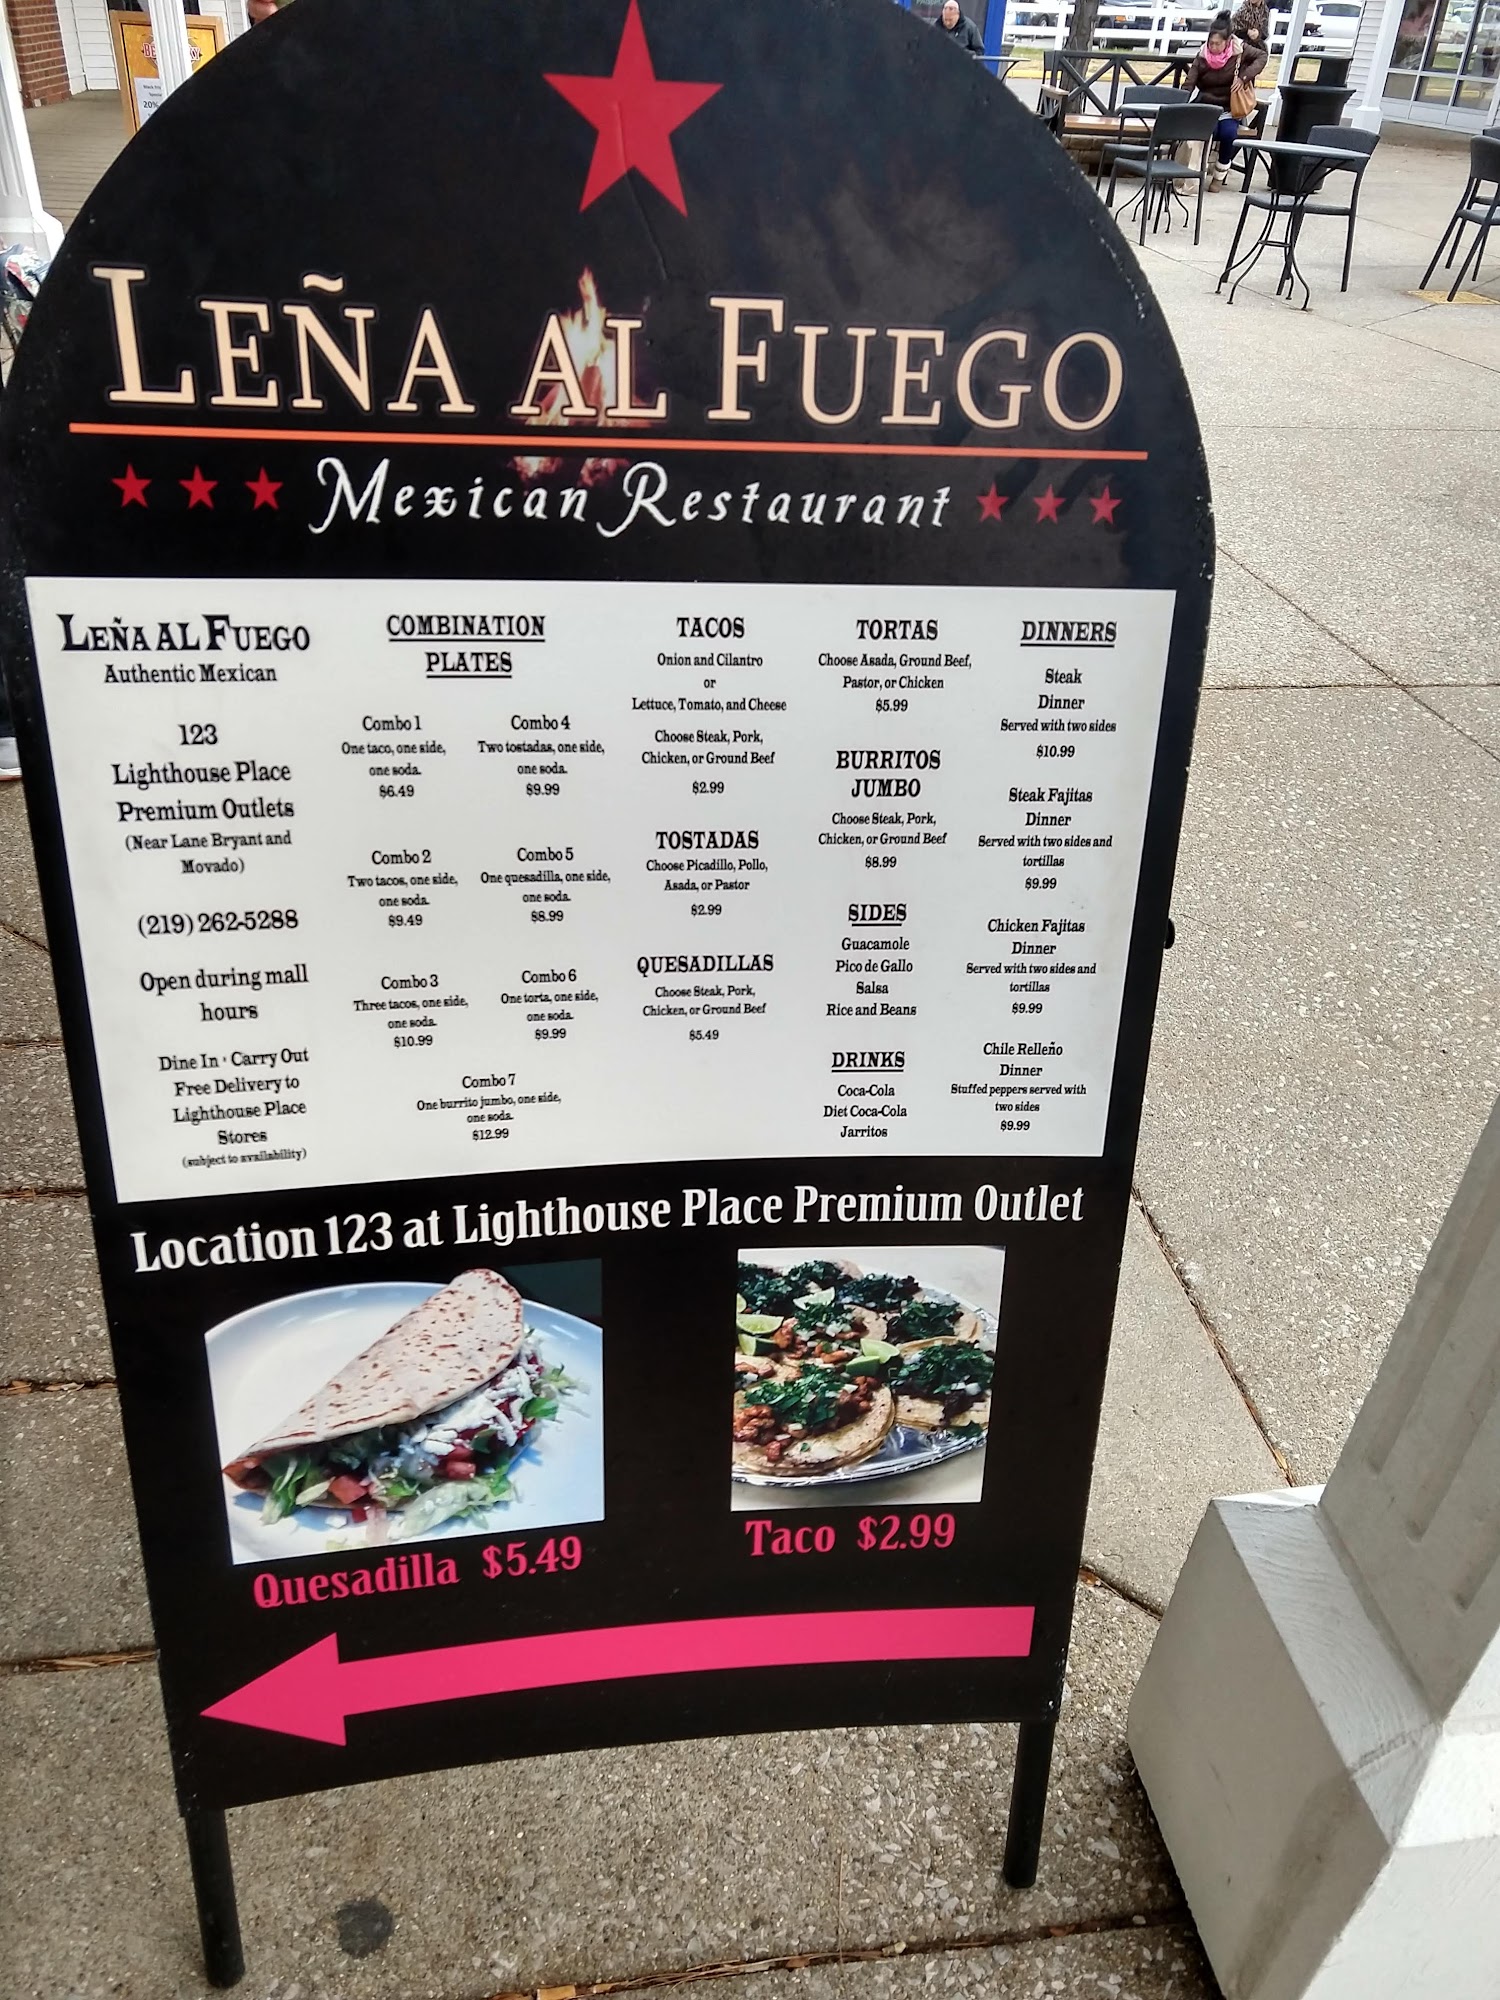 LEÑA AL FUEGO
Mexican Restaurant
LEÑA AL FUEGO
Authentic Mexican
123
Lighthouse Place
Premium Outlets
(Near Lane Bryant and
Movado)
(219) 262-5288
Open during mall
hours
Dine In · Carry Out
Free Delivery to
Lighthouse Place
Stores
(subject to availability)
COMBINATION
PLATES
Combo 1
One taco, one side,
one soda.
$6.49
Combo 2
Two tacos, one side,
one soda.
$9.49
Combo 3
Three tacos, one side,
one soda.
$10.99
Combo 4
Two tostadas, one side,
one soda.
$9.99
Combo 5
One quesadilla, one side,
one soda.
$8.99
Combo 6
One torta, one side,
one soda.
$9.99
Combo 7
One burrito jumbo, one side,
one soda.
$12.99
TACOS
Onion and Cilantro
or
Lettuce, Tomato, and Cheese
Choose Steak, Pork,
Chicken, or Ground Beef
$2.99
TOSTADAS
Choose Picadillo, Pollo,
Asada, or Pastor
$2.99
QUESADILLAS
Choose Steak, Pork,
Chicken, or Ground Beef
$5.49
TORTAS
Choose Asada, Ground Beef,
Pastor, or Chicken
$5.99
BURRITOS
JUMBO
Choose Steak, Pork,
Chicken, or Ground Beef
$8.99
SIDES
Guacamole
Pico de Gallo
Salsa
Rice and Beans
DRINKS
Coca-Cola
Diet Coca-Cola
Jarritos
DINNERS
Steak
Dinner
Served with two sides
$10.99
Steak Fajitas
Dinner
Served with two sides and
tortillas
$9.99
Chicken Fajitas
Dinner
Served with two sides and
tortillas
$9.99
Chile Relleño
Dinner
Stuffed peppers served with
two sides
$9.99
Location 123 at Lighthouse Place Premium Outlet
Quesadilla $5.49
Taco $2.99
20%